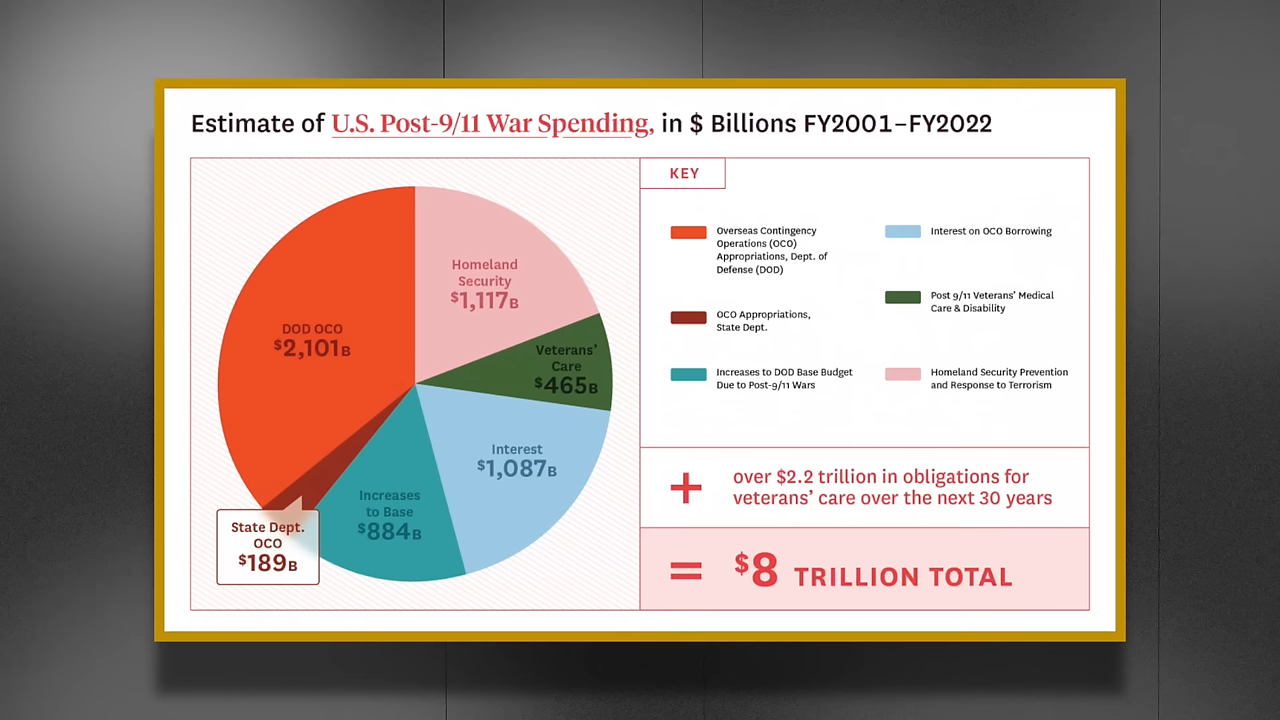 Estimate of U.S. Post-9/11 War Spending, in $ Billions FY2001–FY2022
DOD OCO
$2,101B
Homeland
Security
$1,117B
Veterans’
Care
$465B
Interest
$1,087B
Increases
to Base
$884B
State Dept.
OCO
$189B
KEY
Overseas Contingency
Operations (OCO)
Appropriations, Dept. of
Defense (DOD)
OCO Appropriations,
State Dept.
Increases to DOD Base Budget
Due to Post-9/11 Wars
Interest on OCO Borrowing
Post 9/11 Veterans’ Medical
Care & Disability
Homeland Security Prevention
and Response to Terrorism
+ over $2.2 trillion in obligations for
veterans’ care over the next 30 years
= $8 TRILLION TOTAL